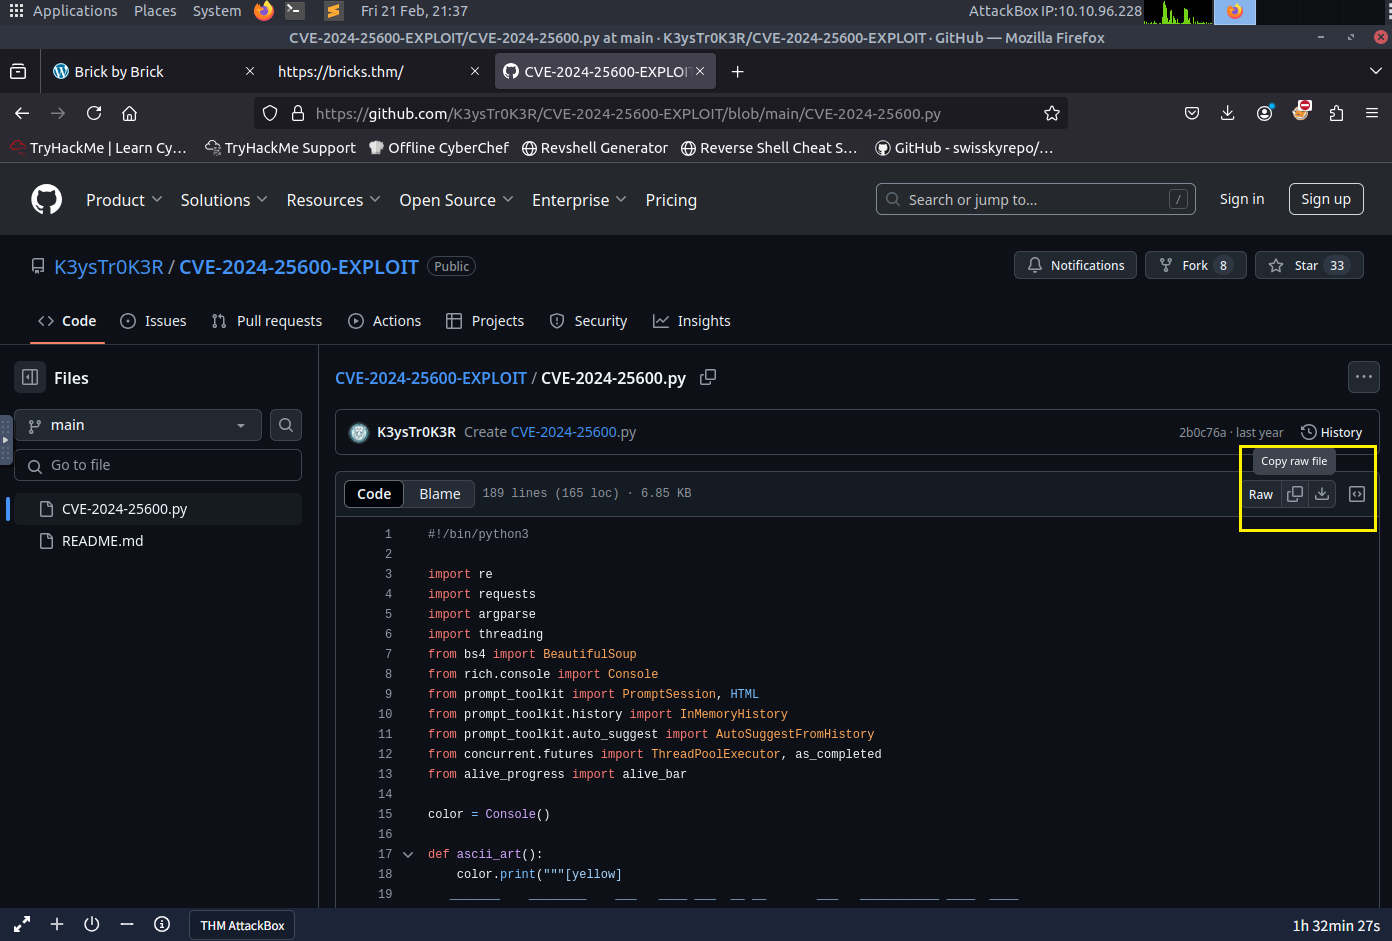 Applications Places System Fri 21 Feb, 21:37 AttackBox IP:10.10.96.228
CVE-2024-25600-EXPLOIT/CVE-2024-25600.py at main · K3ysTr0K3R/CVE-2024-25600-EXPLOIT · GitHub — Mozilla Firefox
Brick by Brick https://bricks.thm/ CVE-2024-25600-EXPLOI
https://github.com/K3ysTr0K3R/CVE-2024-25600-EXPLOIT/blob/main/CVE-2024-25600.py
TryHackMe | Learn Cy... TryHackMe Support Offline CyberChef Revshell Generator Reverse Shell Cheat S... GitHub - swisskyrepo/...
Product Solutions Resources Open Source Enterprise Pricing Search or jump to... / Sign in Sign up
K3ysTr0K3R / CVE-2024-25600-EXPLOIT Public Notifications Fork 8 Star 33
Code Issues Pull requests Actions Projects Security Insights
Files
CVE-2024-25600-EXPLOIT / CVE-2024-25600.py
main
Go to file
CVE-2024-25600.py
README.md
K3ysTr0K3R Create CVE-2024-25600.py 2b0c76a · last year History
Copy raw file
Code Blame 189 lines (165 loc) · 6.85 KB Raw
1 #!/bin/python3
2
3 import re
4 import requests
5 import argparse
6 import threading
7 from bs4 import BeautifulSoup
8 from rich.console import Console
9 from prompt_toolkit import PromptSession, HTML
10 from prompt_toolkit.history import InMemoryHistory
11 from prompt_toolkit.auto_suggest import AutoSuggestFromHistory
12 from concurrent.futures import ThreadPoolExecutor, as_completed
13 from alive_progress import alive_bar
14
15 color = Console()
16
17 def ascii_art():
18 color.print("""[yellow]
19 _______ ________ ___ ____ ___ __ __ ___ ___________ ____ ____
THM AttackBox 1h 32min 27s